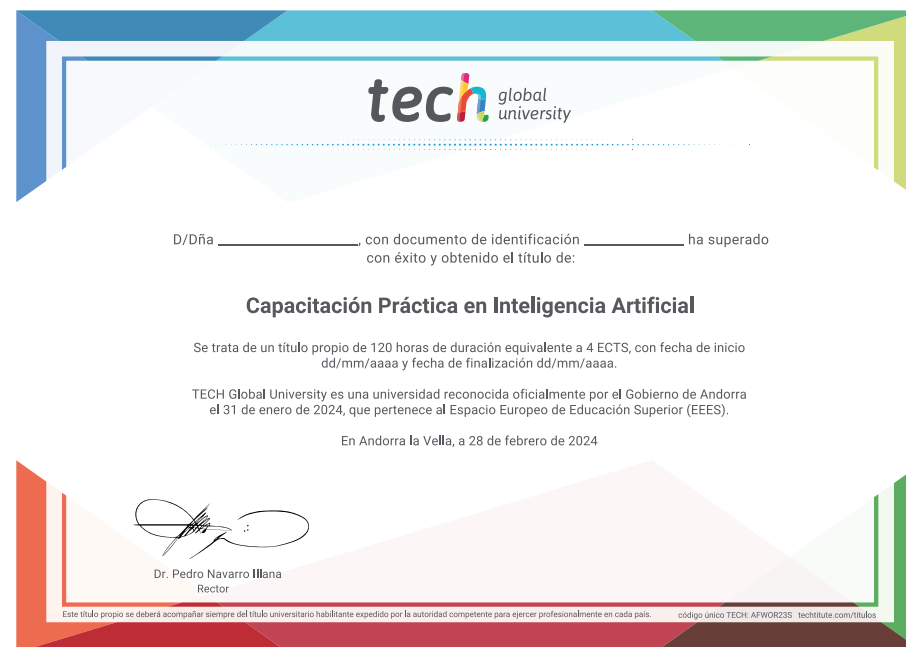 tech global university
D/Dña ____________________, con documento de identificación ______________ ha superado
con éxito y obtenido el título de:
Capacitación Práctica en Inteligencia Artificial
Se trata de un título propio de 120 horas de duración equivalente a 4 ECTS, con fecha de inicio
dd/mm/aaaa y fecha de finalización dd/mm/aaaa.
TECH Global University es una universidad reconocida oficialmente por el Gobierno de Andorra
el 31 de enero de 2024, que pertenece al Espacio Europeo de Educación Superior (EEES).
En Andorra la Vella, a 28 de febrero de 2024
Dr. Pedro Navarro Illana
Rector
Este título propio se deberá acompañar siempre del título universitario habilitante expedido por la autoridad competente para ejercer profesionalmente en cada país. código único TECH: AFWOR23S techtitute.com/titulos